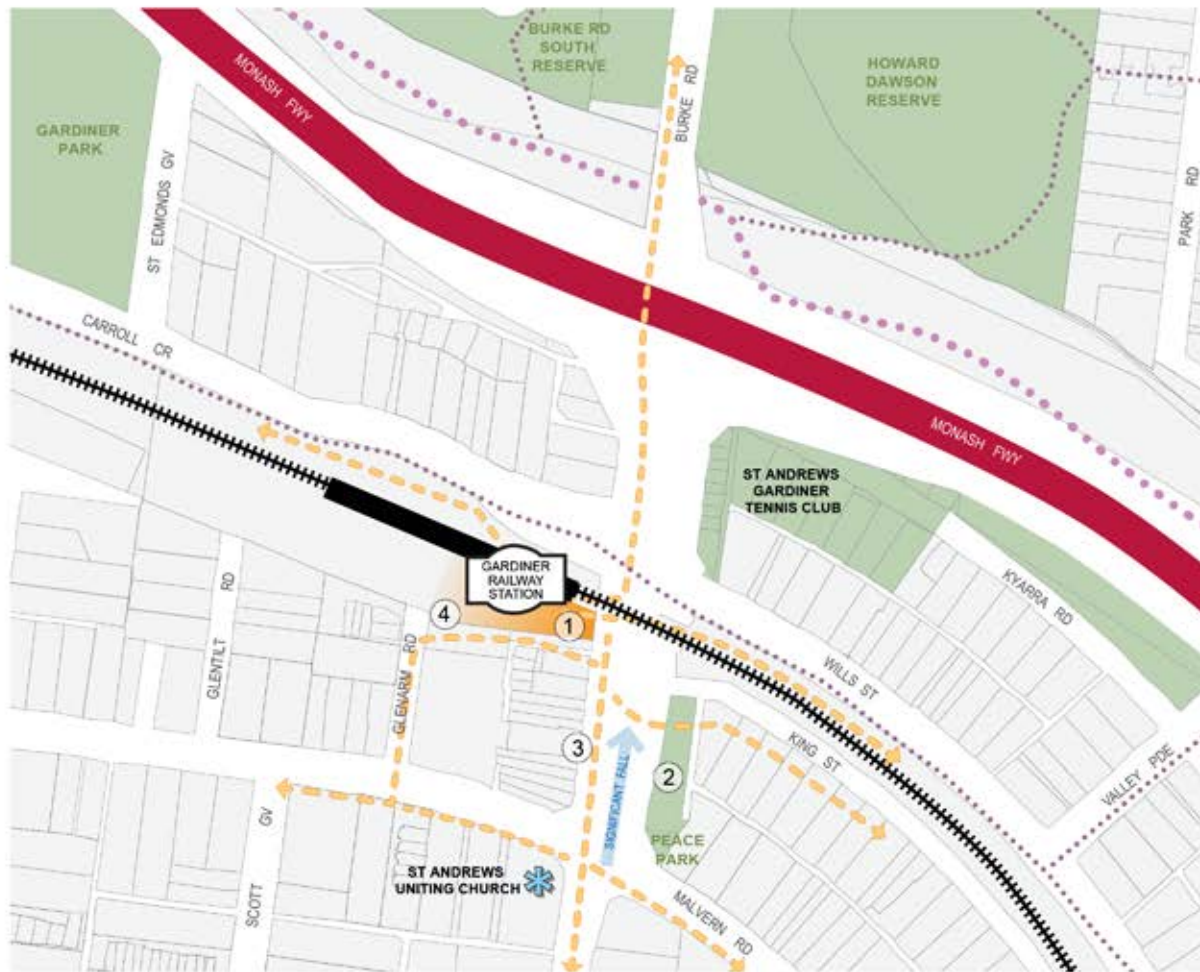 BURKE RD
SOUTH
RESERVE
HOWARD
DAWSON
RESERVE
MONASH FWY
BURKE RD
GARDINER
PARK
ST EDMONDS GV
PARK RD
CARROLL CR
MONASH FWY
ST ANDREWS
GARDINER
TENNIS CLUB
GARDINER
RAILWAY
STATION
KYARRA RD
4
1
GLENTILT RD
GLENARM RD
WILLS ST
3
KING ST
SIGNIFICANT FALL
2
VALLEY PDE
PEACE
PARK
ST ANDREWS
UNITING CHURCH
SCOTT GV
MALVERN RD